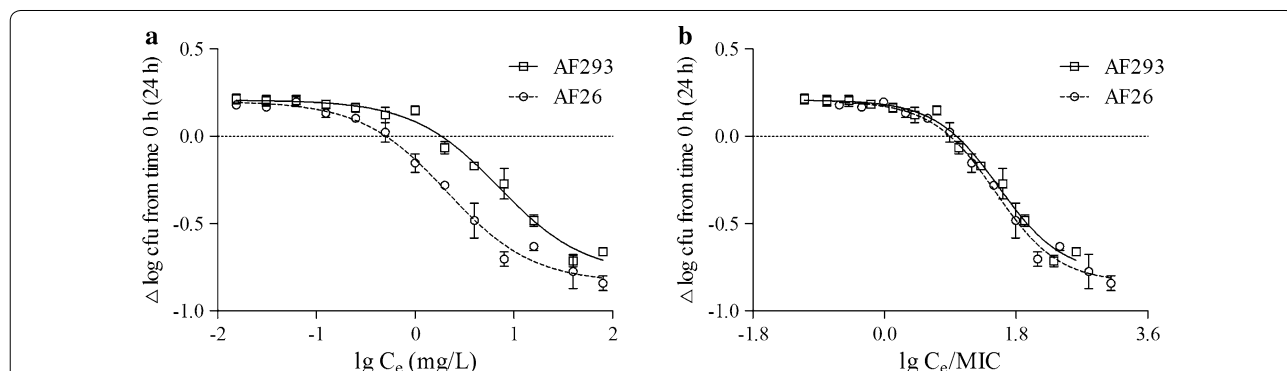 a
Δ log cfu from time 0 h (24 h)
0.5
0.0
-0.5
-1.0
AF293
AF26
-2
-1
0
1
2
lg Ce (mg/L)
b
Δ log cfu from time 0 h (24 h)
0.5
0.0
-0.5
-1.0
AF293
AF26
-1.8
0.0
1.8
3.6
lg Ce/MIC